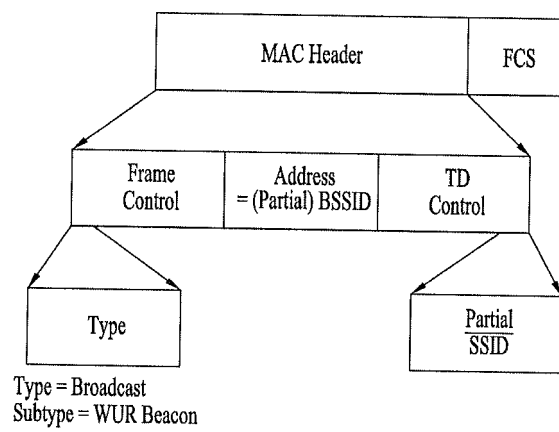 MAC Header
FCS
Frame
Control
Address
= (Partial) BSSID
TD
Control
Type
Partial
SSID
Type = Broadcast
Subtype = WUR Beacon